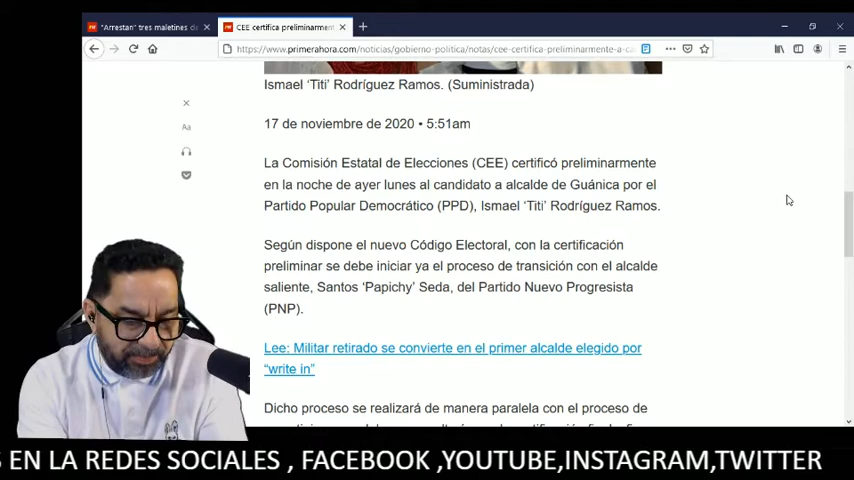 "Arrestan" tres maletines de
CEE certifica preliminarment
https://www.primerahora.com/noticias/gobierno-politica/notas/cee-certifica-preliminarmente-a-ca
Ismael ‘Titi’ Rodríguez Ramos. (Suministrada)
Aa
17 de noviembre de 2020 • 5:51am
La Comisión Estatal de Elecciones (CEE) certificó preliminarmente
en la noche de ayer lunes al candidato a alcalde de Guánica por el
Partido Popular Democrático (PPD), Ismael ‘Titi’ Rodríguez Ramos.
Según dispone el nuevo Código Electoral, con la certificación
preliminar se debe iniciar ya el proceso de transición con el alcalde
saliente, Santos ‘Papichy’ Seda, del Partido Nuevo Progresista
(PNP).
Lee: Militar retirado se convierte en el primer alcalde elegido por
“write in”
Dicho proceso se realizará de manera paralela con el proceso de
S EN LA REDES SOCIALES , FACEBOOK ,YOUTUBE,INSTAGRAM,TWITTER